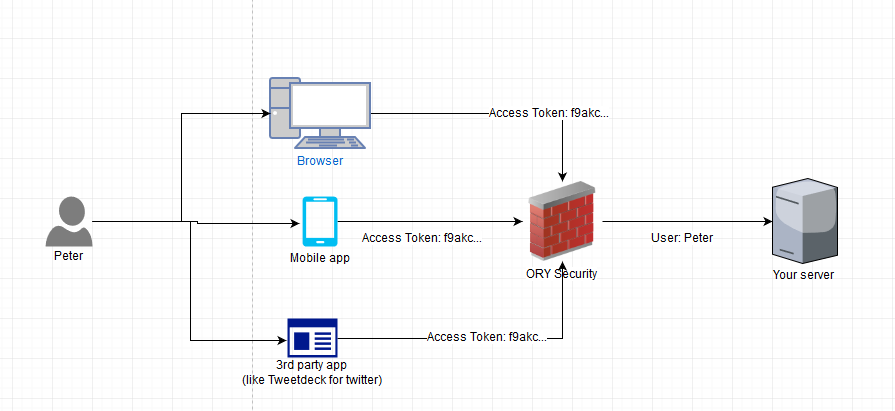 Access Token: f9akc...
Browser
Peter
Access Token: f9akc...
User: Peter
Mobile app
ORY Security
Your server
Access Token: f9akc...
3rd party app
(like Tweetdeck for twitter)